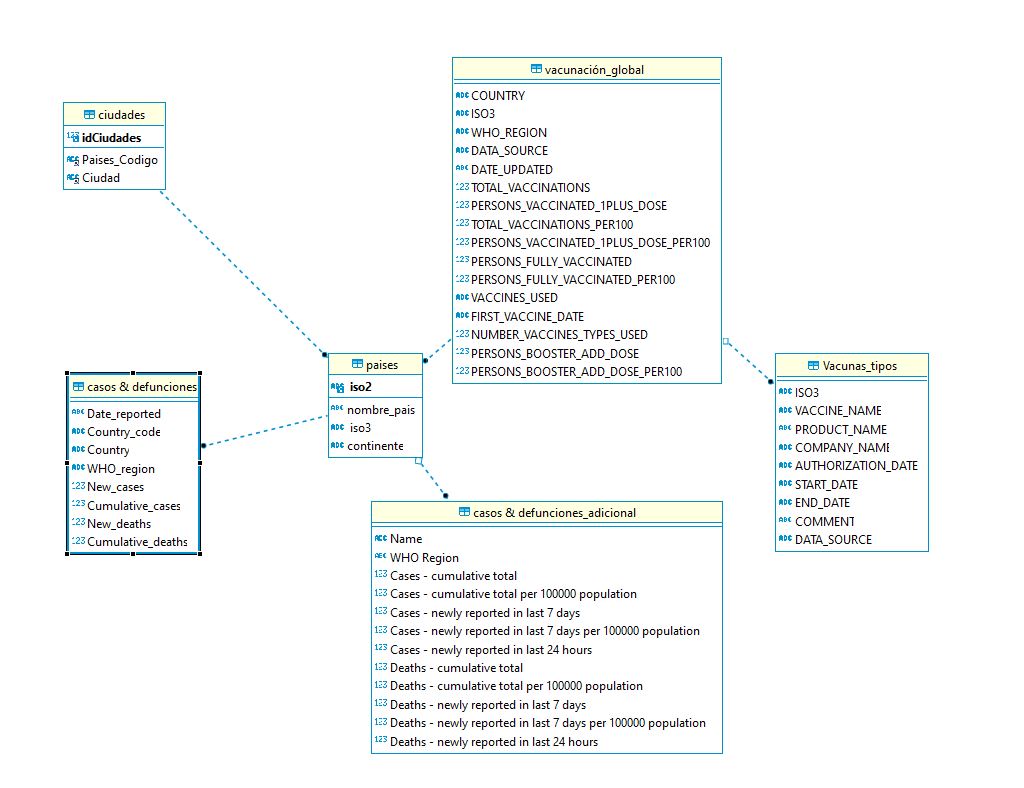 ciudades
idCiudades
Paises_Codigo
Ciudad
vacunación_global
COUNTRY
ISO3
WHO_REGION
DATA_SOURCE
DATE_UPDATED
TOTAL_VACCINATIONS
PERSONS_VACCINATED_1PLUS_DOSE
TOTAL_VACCINATIONS_PER100
PERSONS_VACCINATED_1PLUS_DOSE_PER100
PERSONS_FULLY_VACCINATED
PERSONS_FULLY_VACCINATED_PER100
VACCINES_USED
FIRST_VACCINE_DATE
NUMBER_VACCINES_TYPES_USED
PERSONS_BOOSTER_ADD_DOSE
PERSONS_BOOSTER_ADD_DOSE_PER100
casos & defunciones
Date_reported
Country_code
Country
WHO_region
New_cases
Cumulative_cases
New_deaths
Cumulative_deaths
paises
iso2
nombre_pais
iso3
continente
Vacunas_tipos
ISO3
VACCINE_NAME
PRODUCT_NAME
COMPANY_NAME
AUTHORIZATION_DATE
START_DATE
END_DATE
COMMENT
DATA_SOURCE
casos & defunciones_adicional
Name
WHO Region
Cases - cumulative total
Cases - cumulative total per 100000 population
Cases - newly reported in last 7 days
Cases - newly reported in last 7 days per 100000 population
Cases - newly reported in last 24 hours
Deaths - cumulative total
Deaths - cumulative total per 100000 population
Deaths - newly reported in last 7 days
Deaths - newly reported in last 7 days per 100000 population
Deaths - newly reported in last 24 hours